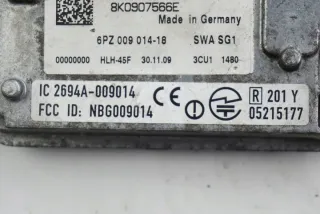 8K0907566E
Made in Germany
6PZ 009 014-18 SWA SG1
00000000 HLH-45F 30.11.09 3CU1 1480
IC 2694A-009014 CE R 201 Y
FCC ID: NBG009014 05215177